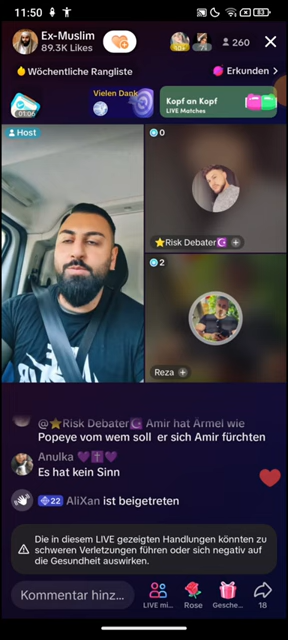 11:50
83
Ex-Muslim
89.3K Likes
10+
260
Wöchentliche Rangliste
Erkunden >
01:06
Vielen Dank
Kopf an Kopf
LIVE Matches
Host
0
⭐Risk Debater☪ +
2
Reza +
@⭐Risk Debater☪ Amir hat Ärmel wie
Popeye vom wem soll er sich Amir fürchten
Anulka 💜✝️💜
Es hat kein Sinn
22 AliXan ist beigetreten
Die in diesem LIVE gezeigten Handlungen könnten zu
schweren Verletzungen führen oder sich negativ auf
die Gesundheit auswirken.
Kommentar hinz...
LIVE mi...
Rose
Gesche...
18